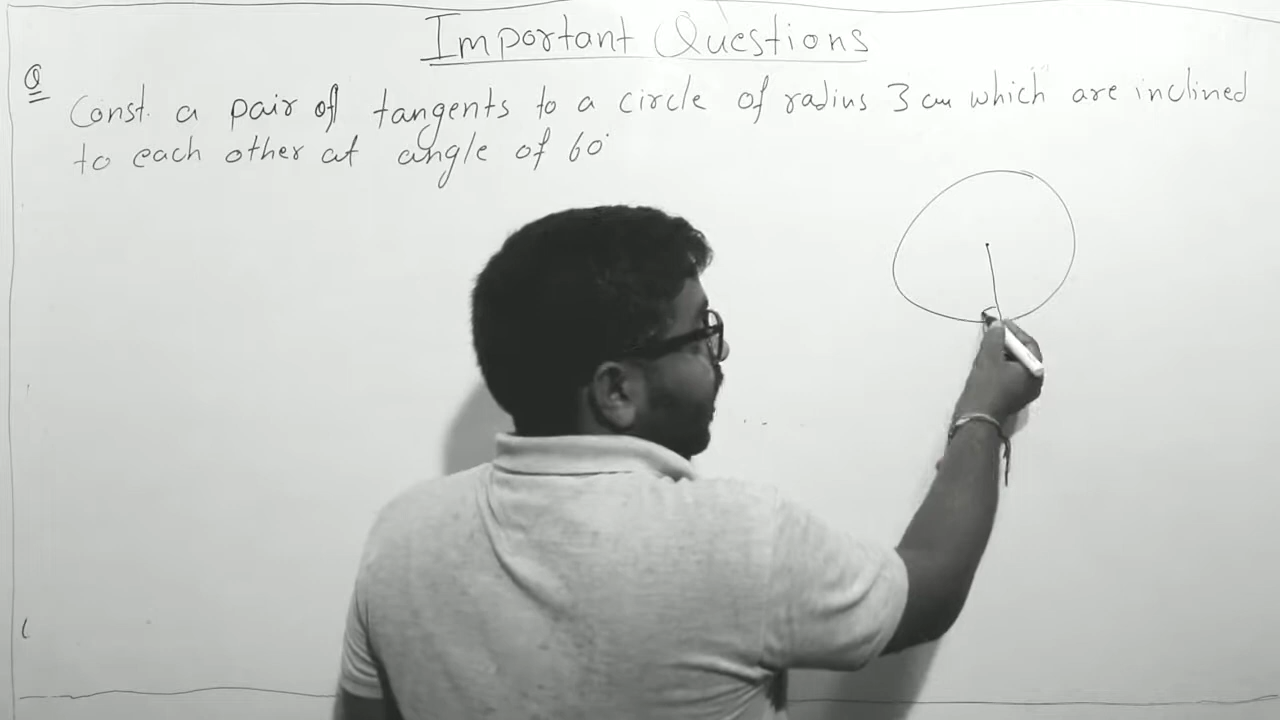 Important Questions
Q
Const. a pair of tangents to a circle of radius 3 cm which are inclined
to each other at angle of 60°